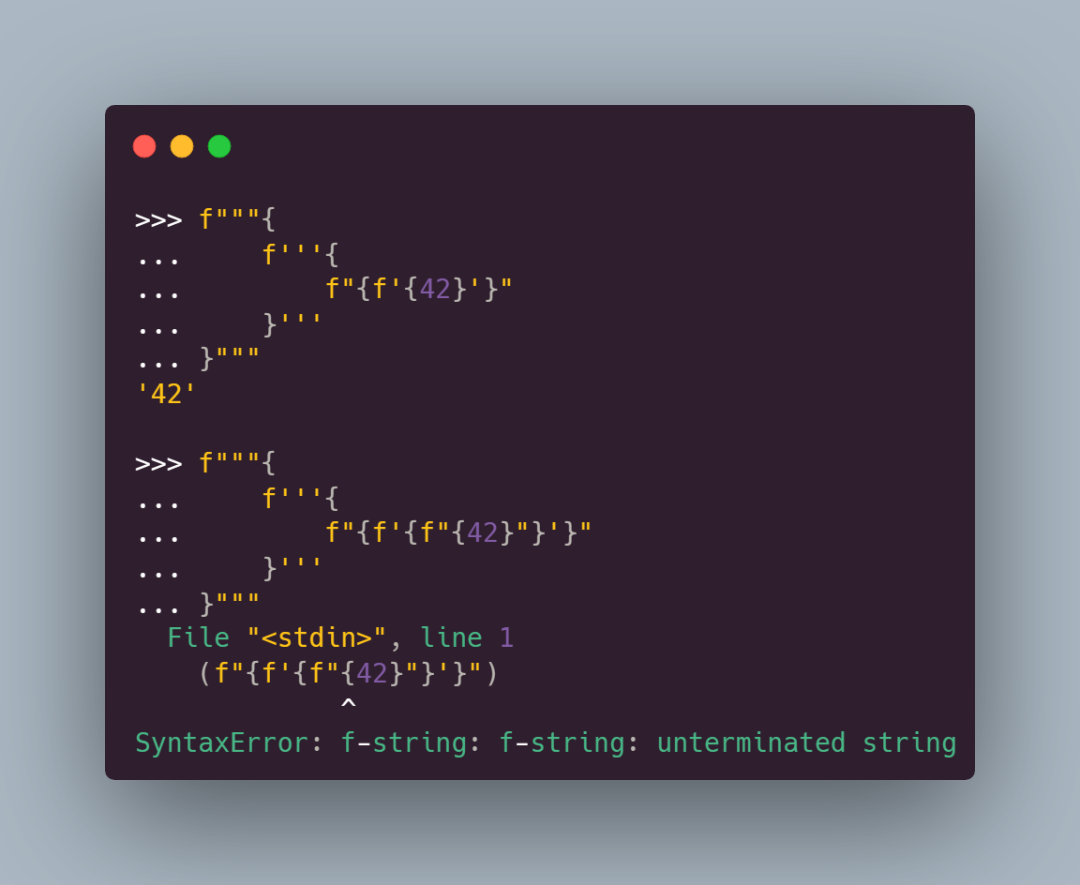 >>> f"""{
...     f'''{
...         f"{f'{42}'}"
...     }'''
... }"""
'42'
>>> f"""{
...     f'''{
...         f"{f'{f"{42}"}'}"
...     }'''
... }"""
  File "<stdin>", line 1
    (f"{f'{f"{42}"}'}")
             ^
SyntaxError: f-string: f-string: unterminated string